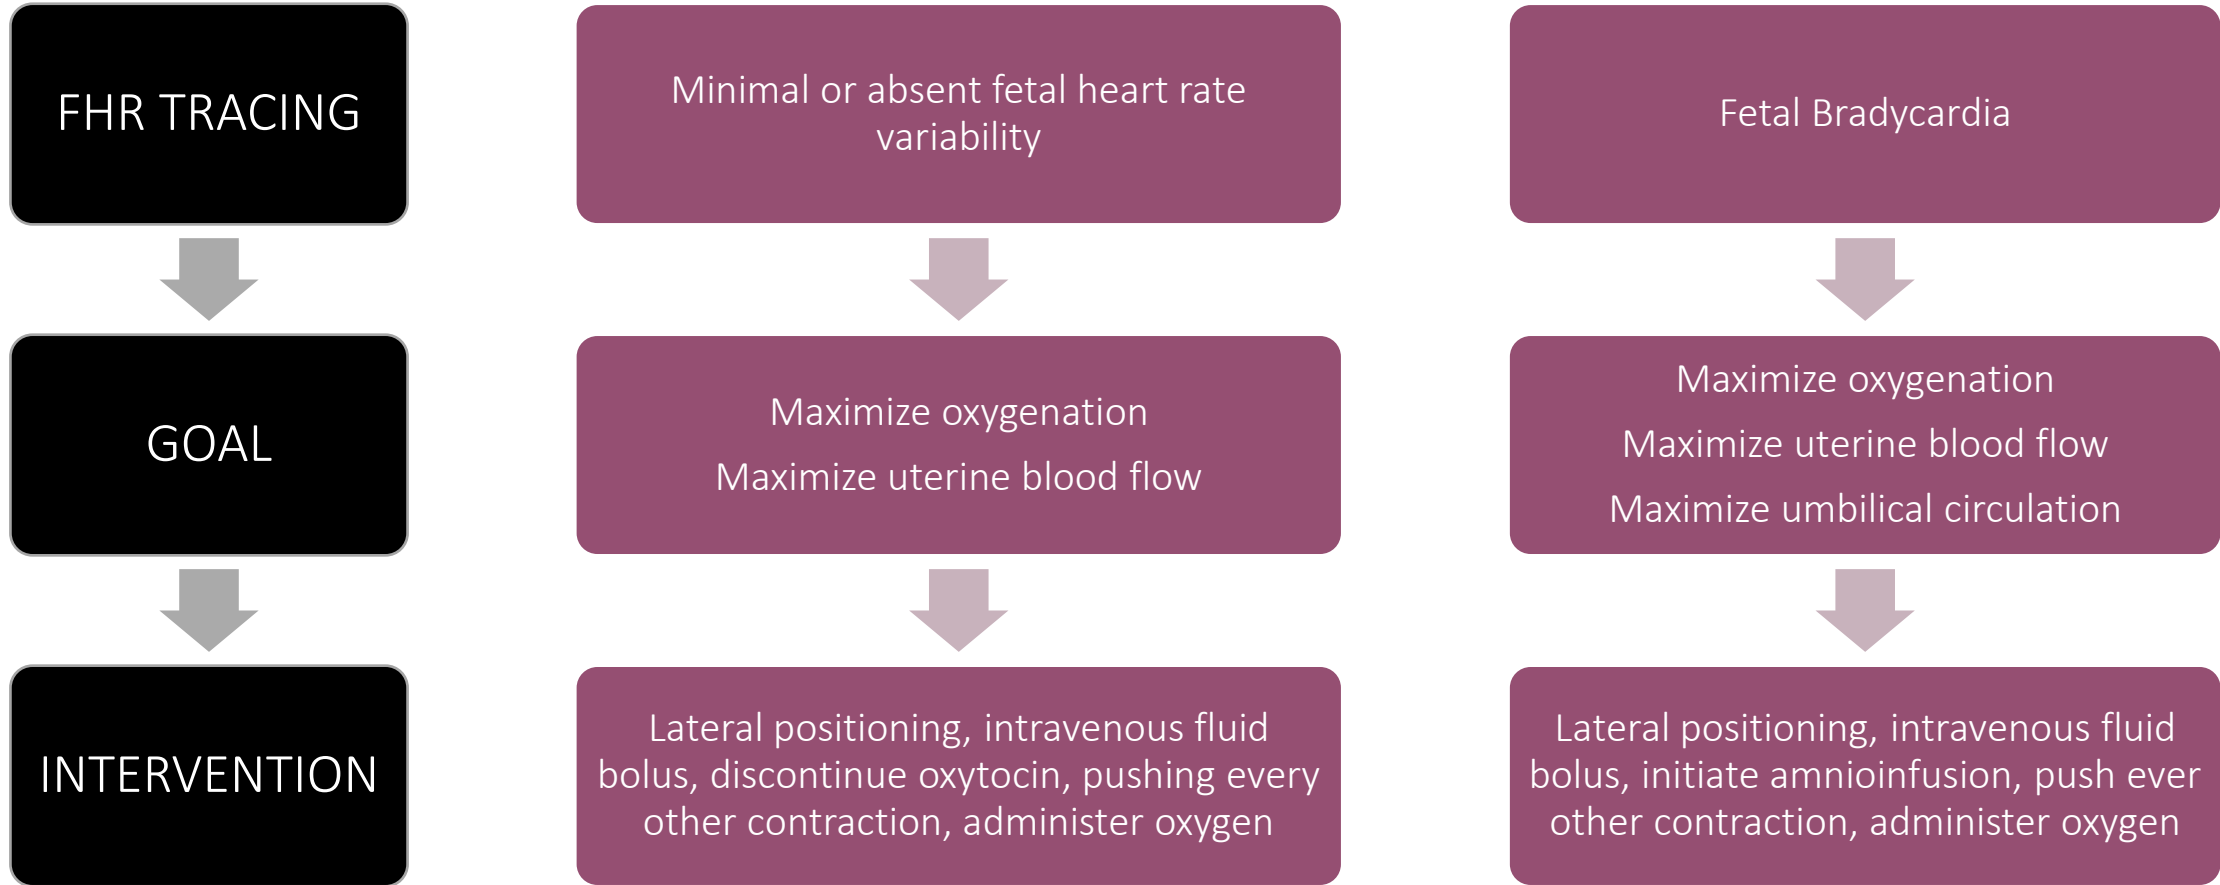 FHR TRACING
Minimal or absent fetal heart rate
variability
Fetal Bradycardia
GOAL
Maximize oxygenation
Maximize uterine blood flow
Maximize oxygenation
Maximize uterine blood flow
Maximize umbilical circulation
INTERVENTION
Lateral positioning, intravenous fluid
bolus, discontinue oxytocin, pushing every
other contraction, administer oxygen
Lateral positioning, intravenous fluid
bolus, initiate amnioinfusion, push ever
other contraction, administer oxygen